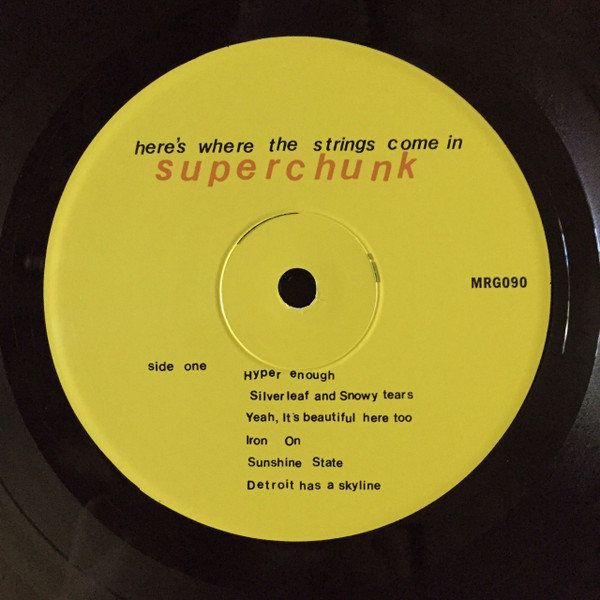 here's where the strings come in
superchunk
MRG090
side one
Hyper enough
Silverleaf and Snowy tears
Yeah, It's beautiful here too
Iron On
Sunshine State
Detroit has a skyline